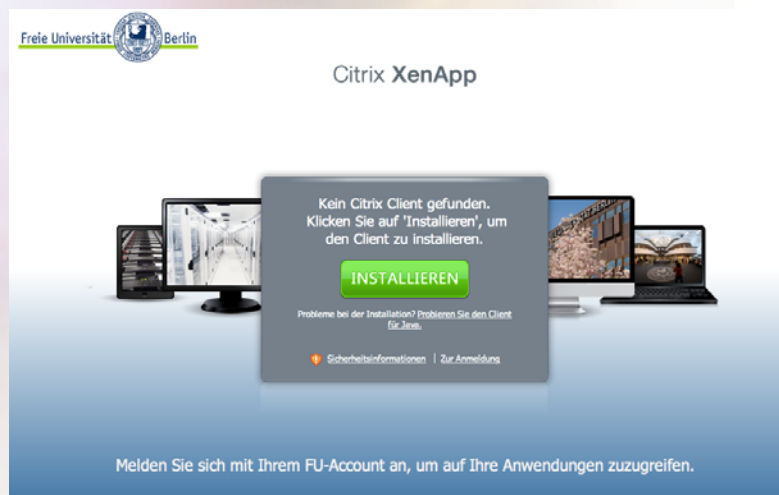 Freie Universität Berlin
Citrix XenApp
Kein Citrix Client gefunden.
Klicken Sie auf 'Installieren', um
den Client zu installieren.
INSTALLIEREN
Probleme bei der Installation? Probieren Sie den Client
für Java.
Sicherheitsinformationen | Zur Anmeldung
Melden Sie sich mit Ihrem FU-Account an, um auf Ihre Anwendungen zuzugreifen.